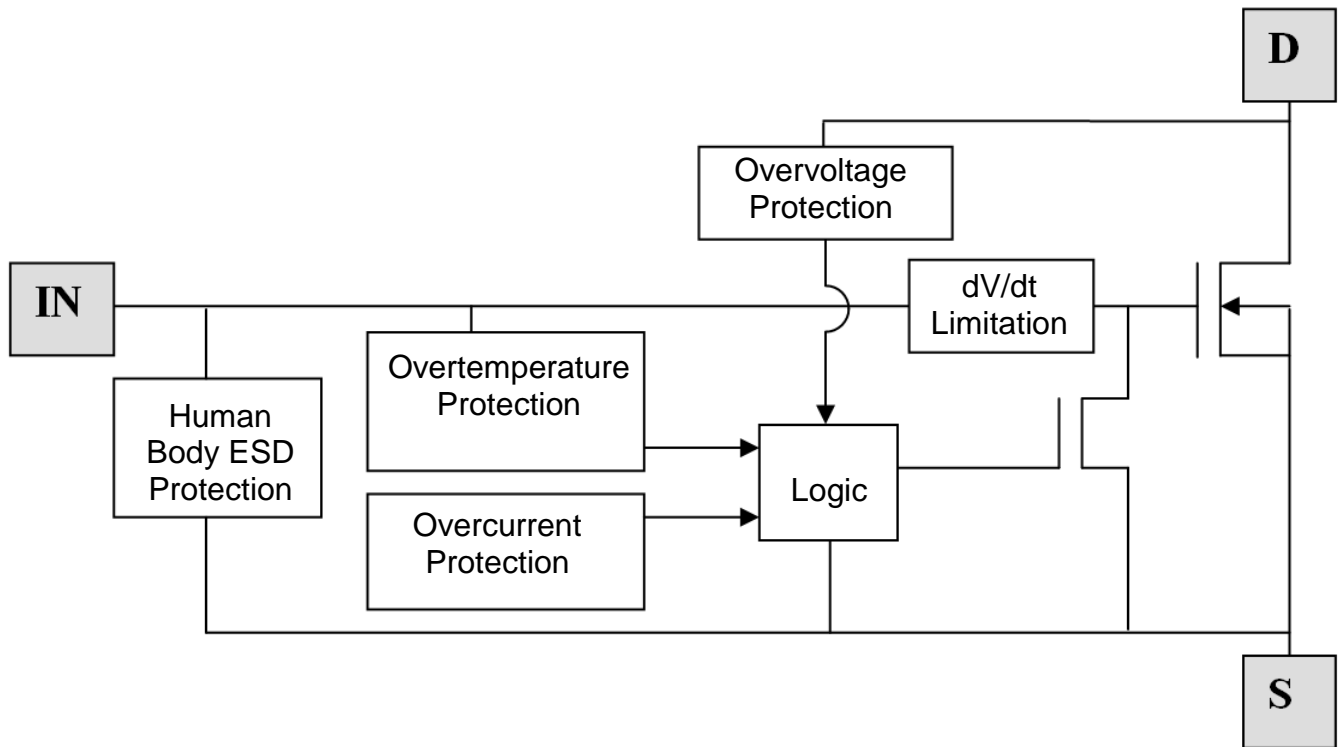 D
Overvoltage
Protection
IN
dV/dt
Limitation
Overtemperature
Protection
Human
Body ESD
Protection
Logic
Overcurrent
Protection
S